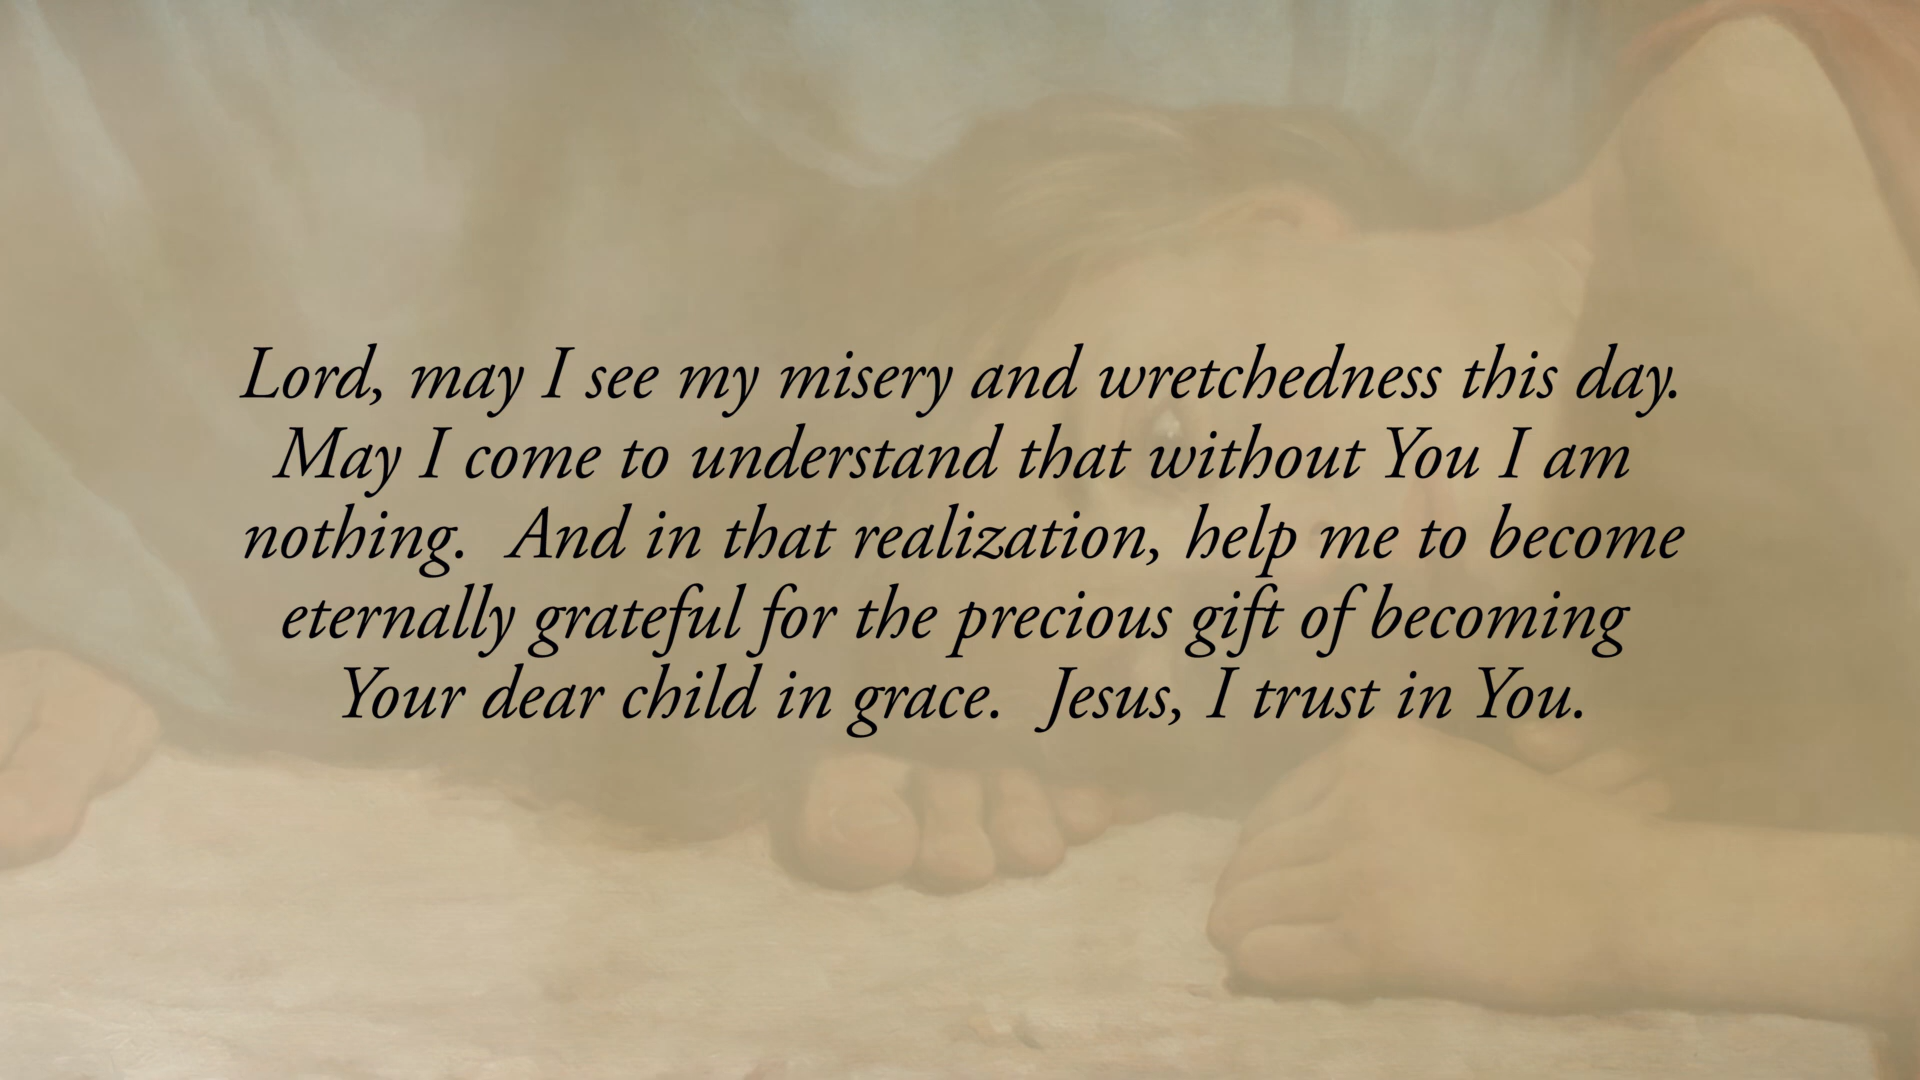 Lord, may I see my misery and wretchedness this day.
May I come to understand that without You I am
nothing.  And in that realization, help me to become
eternally grateful for the precious gift of becoming
Your dear child in grace.  Jesus, I trust in You.